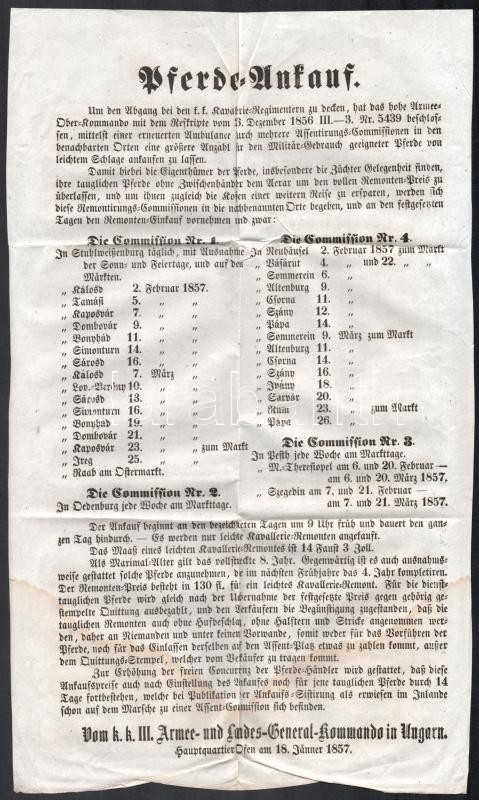 Pferde-Ankauf.
Um den Abgang bei den k. k. Kavalrie-Regimentern zu decken, hat das hohe Armee-
Ober-Kommando mit dem Reskripte vom 3. Dezember 1856 III.—3. Nr. 5439 beschlos-
sen, mittelst einer erneuerten Ambulance durch mehrere Assentirungs-Commissionen in den
benachbarten Orten eine größere Anzahl für den Militär-Gebrauch geeigneter Pferde von
leichtem Schlage ankaufen zu lassen.
Damit hiebei die Eigenthümer der Pferde, insbesondere die Züchter Gelegenheit finden,
ihre tauglichen Pferde ohne Zwischenhänder dem Aerar um den vollen Remonten-Preis zu
überlassen, und um ihnen zugleich die Kosten einer weitern Reise zu ersparen, werden sich
diese Remontirungs-Commissionen in die nachbenannten Orte begeben, und an den festgesetzten
Tagen den Remonten-Einkauf vornehmen und zwar:
Die Commission Nr. 1.
In Stuhlweißenburg täglich, mit Ausnahme
der Sonn- und Feiertage, und auf den
Märkten.
„ Kálosd 2. Februar 1857.
„ Tamási 5. „ „
„ Kaposvár 7. „ „
„ Dombovár 9. „ „
„ Bonyhád 11. „ „
„ Simonturn 14. „ „
„ Sárosd 16. „ „
„ Kálosd 7. März „
„ Lov.-Berény 10. „ „
„ Sárosd 13. „ „
„ Simonturn 16. „ „
„ Bonyhád 19. „ „
„ Dombovár 21. „ „
„ Kaposvár 23. „ „ zum Markt
„ Jreg 25. „ „
„ Raab am Ostermarkt.
Die Commission Nr. 2.
In Oedenburg jede Woche am Markttage.
Die Commission Nr. 4.
In Neuhäusel 2. Februar 1857 zum Markt
„ Vásárut 4. „ und 22. „ „
„ Sommerein 6. „
„ Altenburg 9. „
„ Csorna 11. „
„ Szány 12. „
„ Pápa 14. „
„ Sommerein 9. März zum Markt
„ Altenburg 11. „
„ Csorna 14. „
„ Szány 16. „
„ Jvány 18. „
„ Sárvár 20. „
„ Rum 23. „ zum Markt
„ Pápa 26. „
Die Commission Nr. 3.
In Pesth jede Woche am Markttage.
„ M.-Theresiopel am 6. und 20. Februar —
am 6. und 20. März 1857.
„ Szegedin am 7, und 21. Februar —
am 7. und 21. März 1857.
Der Ankauf beginnt an den bezeichneten Tagen um 9 Uhr früh und dauert den gan-
zen Tag hindurch. — Es werden nur leichte Kavallerie-Remonten angekauft.
Das Maaß eines leichten Kavallerie-Remontes ist 14 Faust 3 Zoll.
Als Maximal-Alter gilt das vollstreckte 8. Jahr. Gegenwärtig ist es auch ausnahms-
weise gestattet solche Pferde anzunehmen, die im nächsten Frühjahr das 4. Jahr kompletiren.
Der Remonten-Preis besteht in 130 fl. für ein leichtes Kavallerie-Remont. Für die dienst-
tauglichen Pferde wird gleich nach der Übernahme der festgesetzte Preis gegen gehörig ge-
stempelte Quittung ausbezahlt, und den Verkäufern die Begünstigung zugestanden, daß die
tauglichen Remonten auch ohne Hufbeschlag, ohne Halftern und Stricke angenommen wer-
den, daher an Niemanden und unter keinen Vorwande, somit weder für das Vorführen der
Pferde, noch für das Einlassen derselben auf den Assent-Platz etwas zu zahlen kommt, außer
dem Quittungs-Stempel, welcher vom Verkäufer zu tragen kommt.
Zur Erhöhung der freien Concurenz der Pferde-Händler wird gestattet, daß diese
Ankaufspreise auch nach Einstellung des Ankaufes noch für jene tauglichen Pferde durch 14
Tage fortbestehen, welche bei Publikation der Ankaufs-Sistirung als erwiesen im Inlande
schon auf dem Marsche zu einer Assent-Comission sich befinden.
Vom k. k. III. Armee- und Landes-General-Kommando in Ungarn.
Hauptquartier Ofen am 18. Jänner 1857.